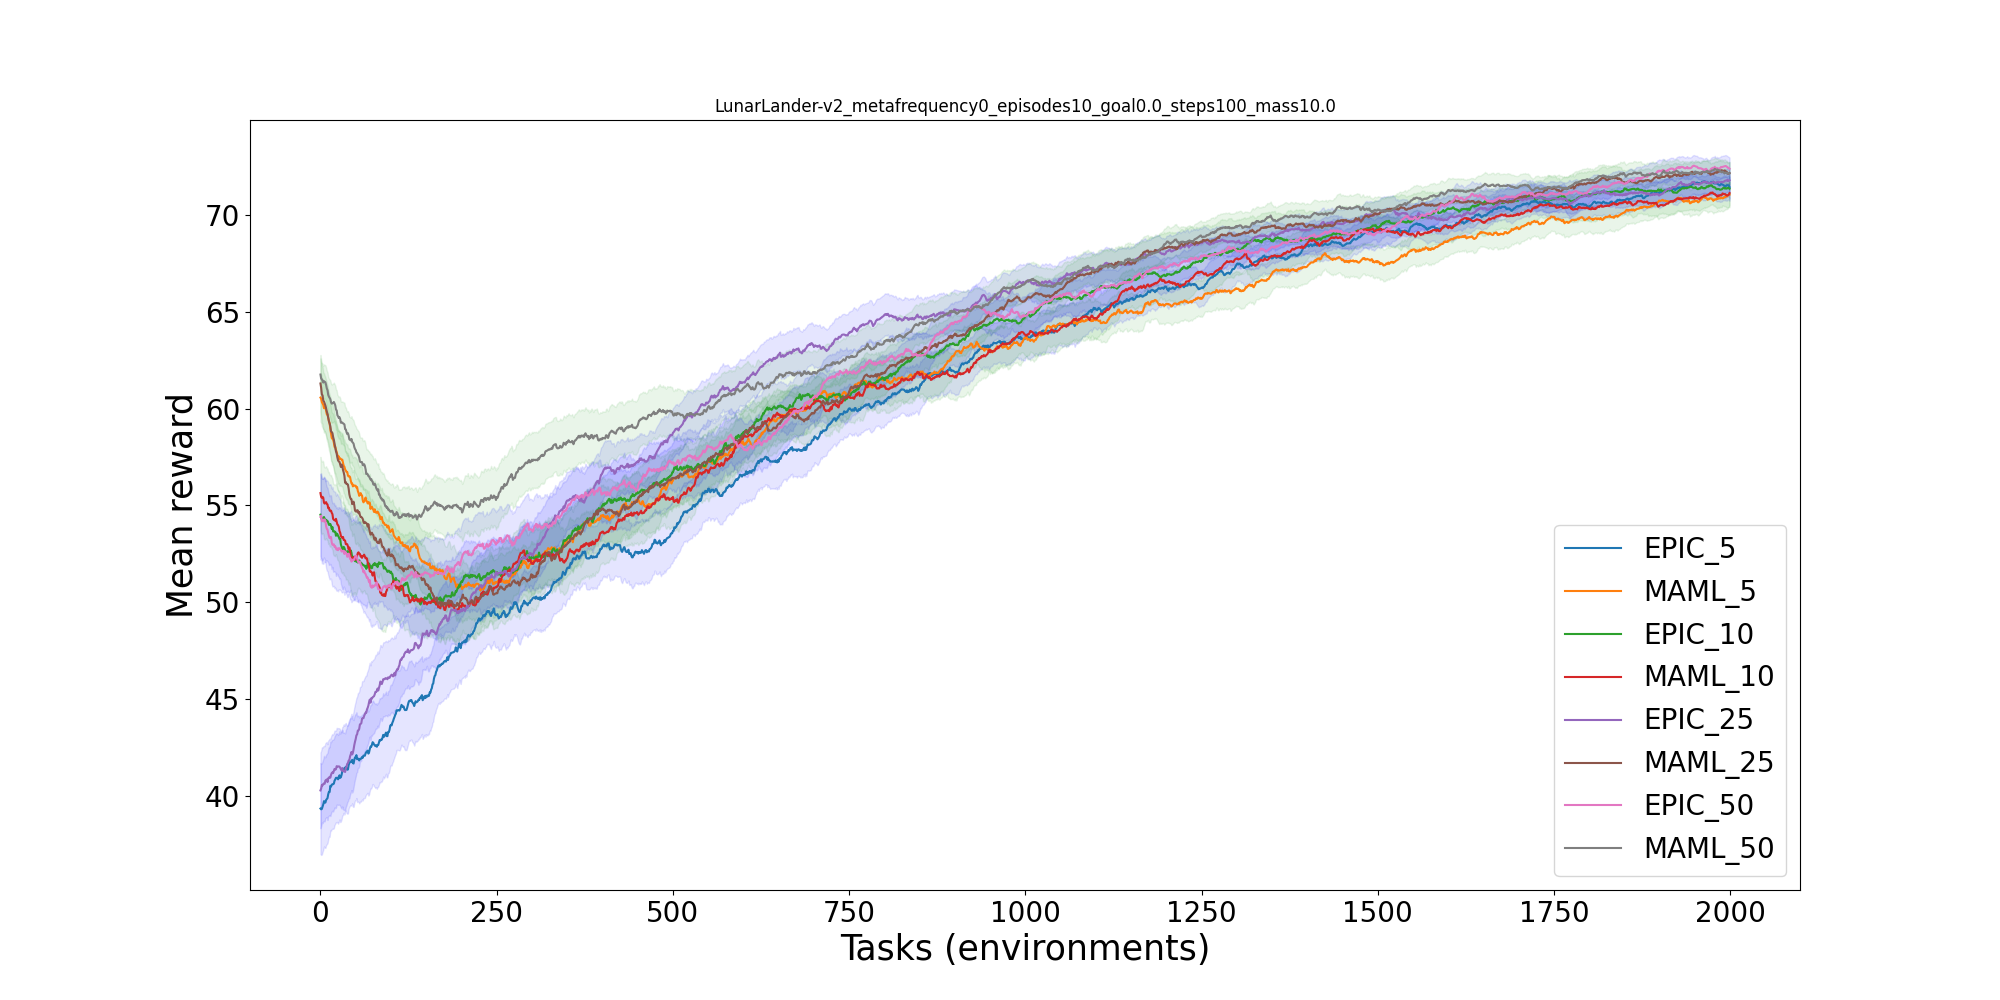 LunarLander-v2_metafrequency0_episodes10_goal0.0_steps100_mass10.0
Mean reward
70
65
60
55
50
45
40
EPIC_5
MAML_5
EPIC_10
MAML_10
EPIC_25
MAML_25
EPIC_50
MAML_50
0 250 500 750 1000 1250 1500 1750 2000
Tasks (environments)